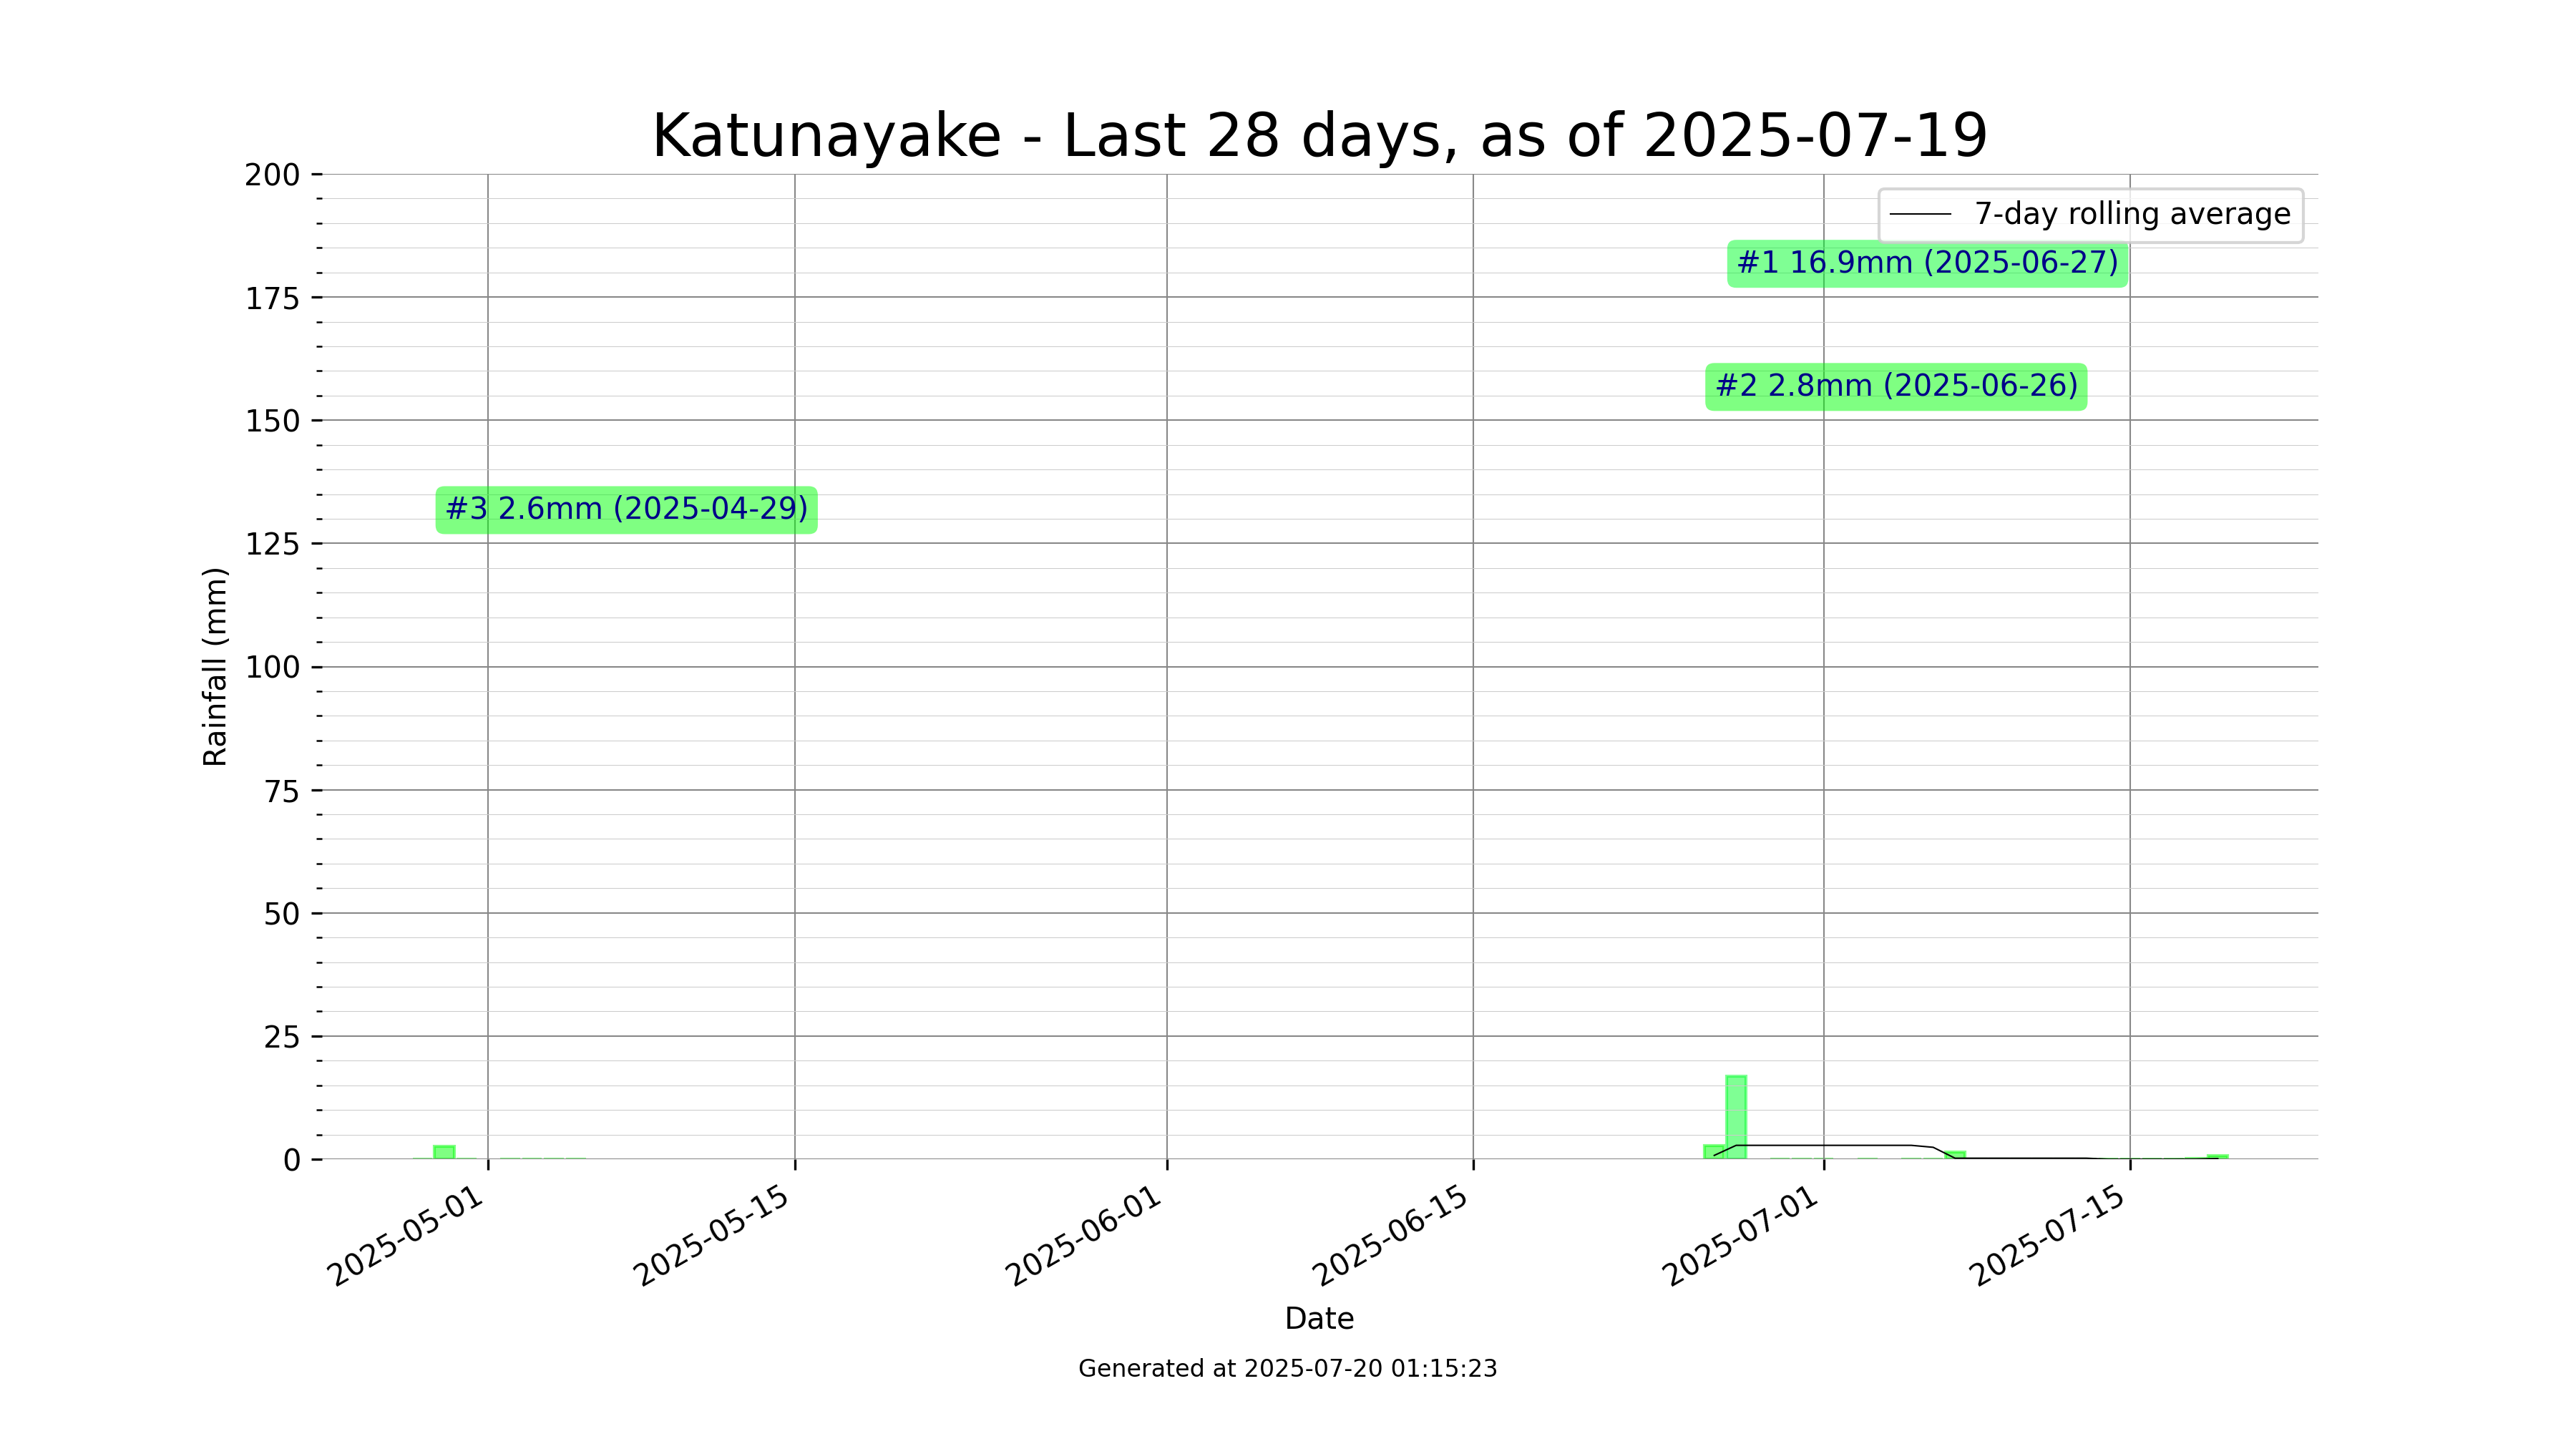 Katunayake - Last 28 days, as of 2025-07-19
200
175
150
125
100
75
50
25
0
Rainfall (mm)
7-day rolling average
#1 16.9mm (2025-06-27)
#2 2.8mm (2025-06-26)
#3 2.6mm (2025-04-29)
2025-05-01
2025-05-15
2025-06-01
2025-06-15
2025-07-01
2025-07-15
Date
Generated at 2025-07-20 01:15:23